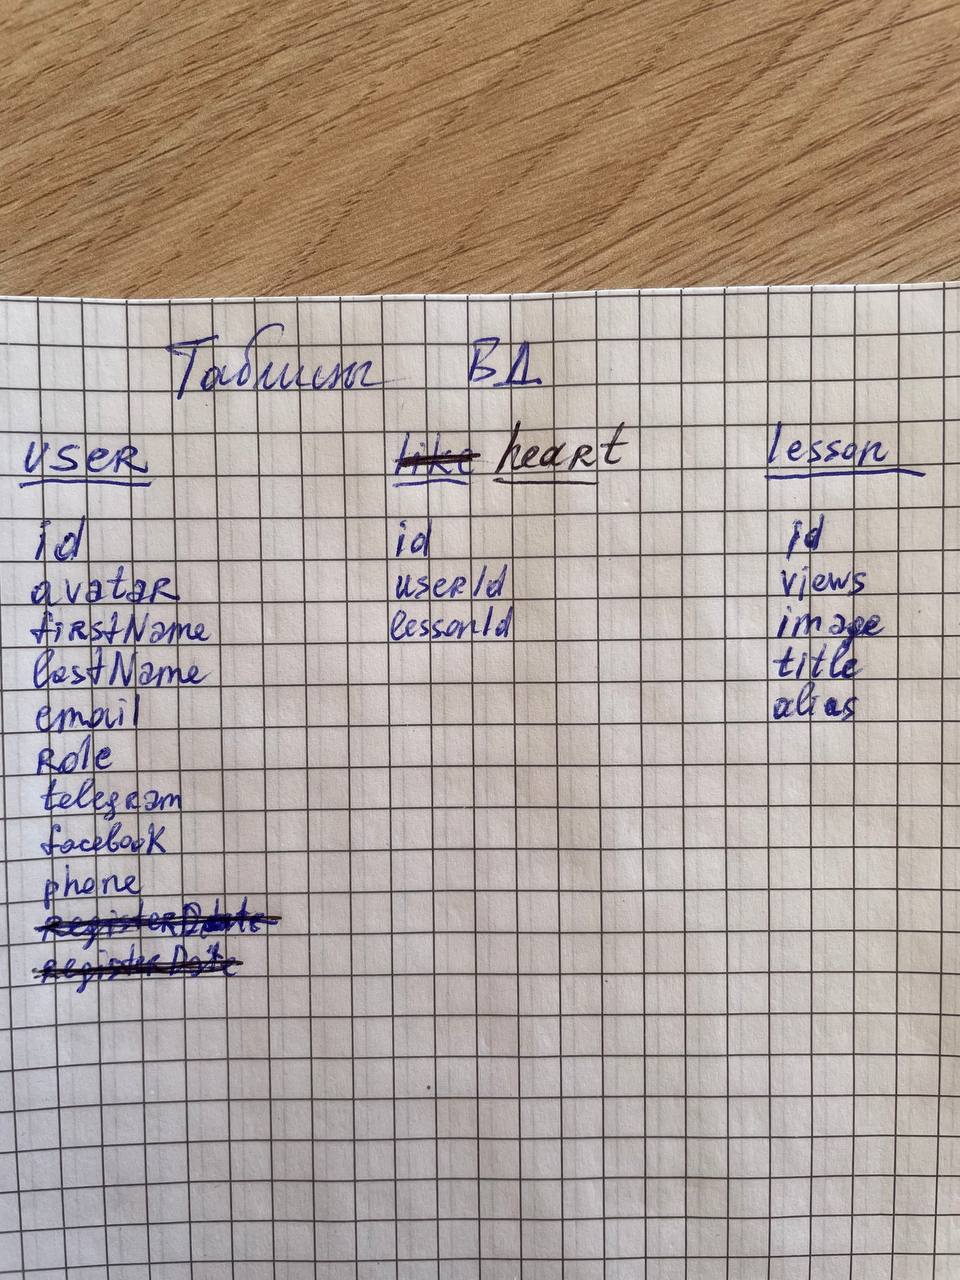 Таблицы БД
user
id
avatar
firstName
lastName
email
Role
telegram
facebook
phone
registerDate
registerDate
like heart
id
userId
lessonId
lesson
id
views
image
title
alias